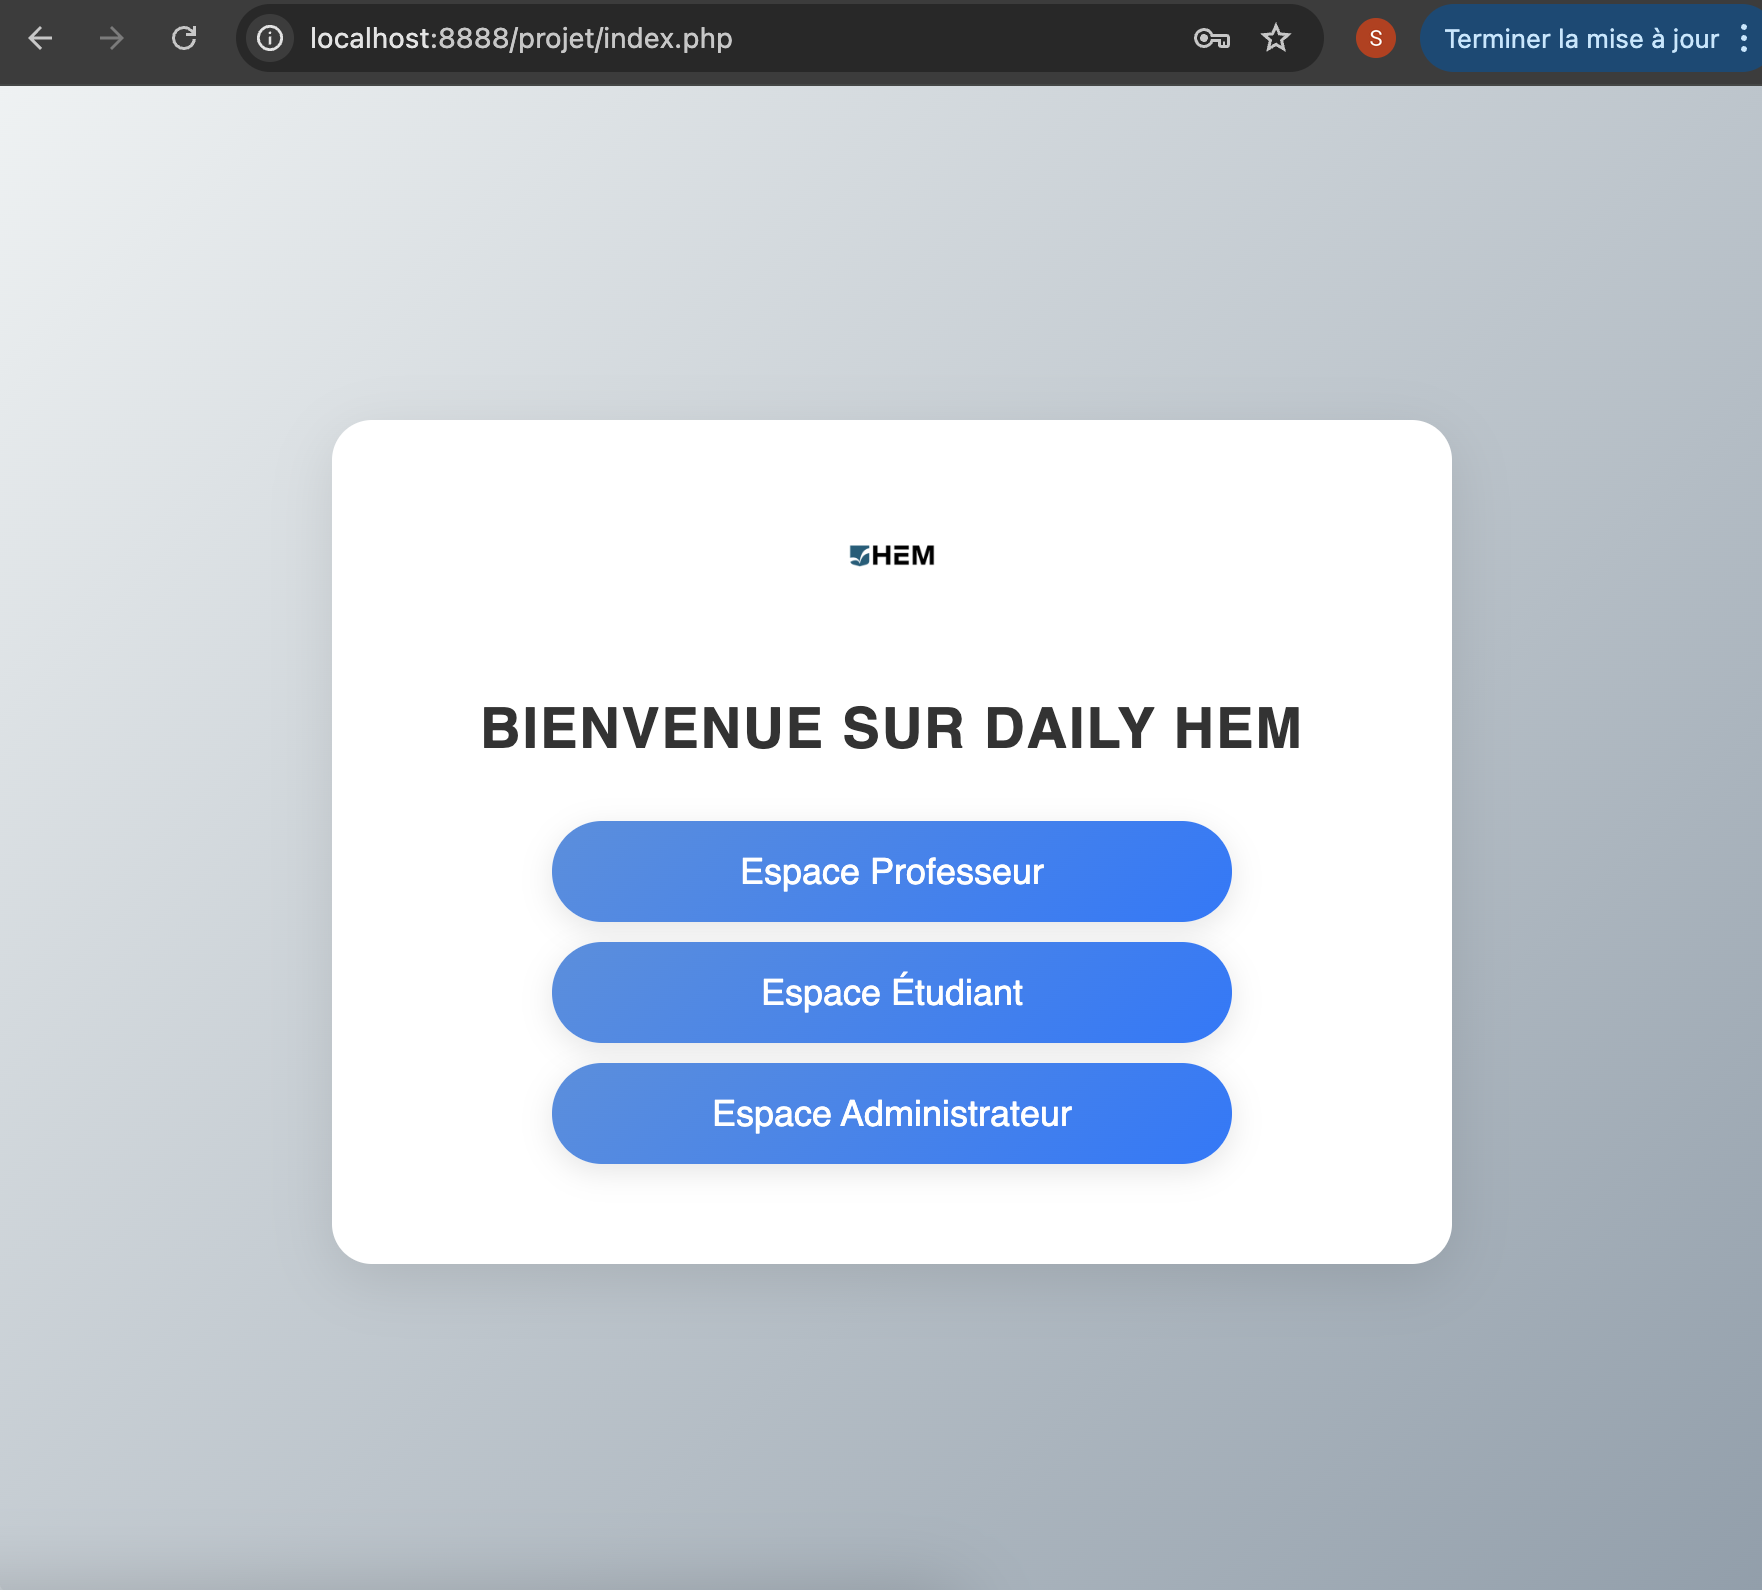 localhost:8888/projet/index.php
S
Terminer la mise à jour
HEM
BIENVENUE SUR DAILY HEM
Espace Professeur
Espace Étudiant
Espace Administrateur